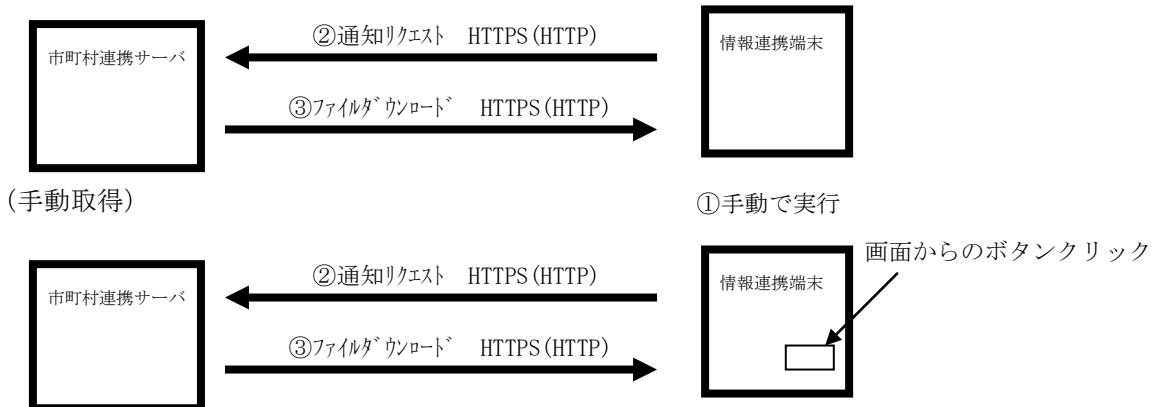 ②通知ﾘｸｴｽﾄ　HTTPS(HTTP)
市町村連携サーバ
情報連携端末
③ﾌｧｲﾙﾀﾞｳﾝﾛｰﾄﾞ　HTTPS(HTTP)
(手動取得)
①手動で実行
画面からのボタンクリック
②通知ﾘｸｴｽﾄ　HTTPS(HTTP)
市町村連携サーバ
情報連携端末
③ﾌｧｲﾙﾀﾞｳﾝﾛｰﾄﾞ　HTTPS(HTTP)